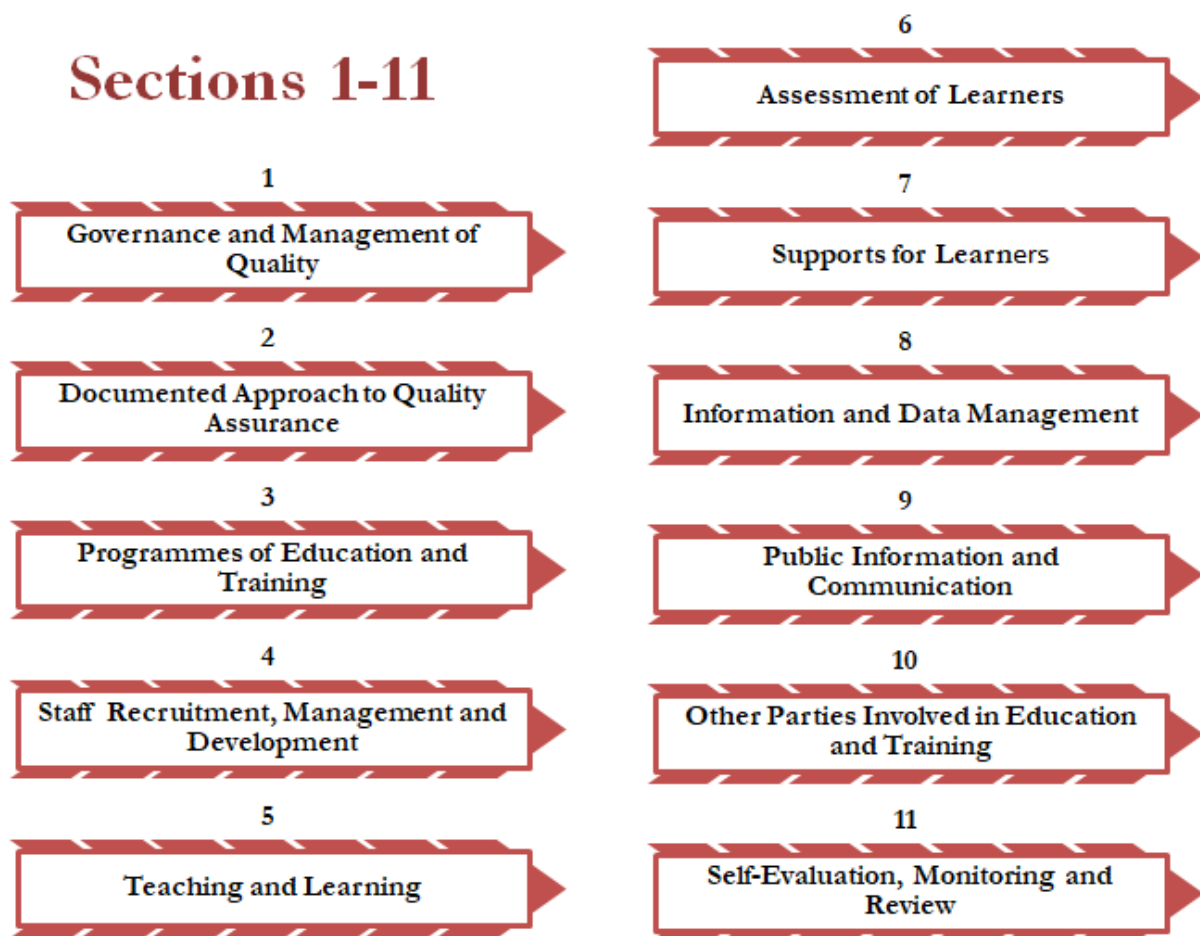 Sections 1-11
1
Governance and Management of
Quality
2
Documented Approach to Quality
Assurance
3
Programmes of Education and
Training
4
Staff Recruitment, Management and
Development
5
Teaching and Learning
6
Assessment of Learners
7
Supports for Learners
8
Information and Data Management
9
Public Information and
Communication
10
Other Parties Involved in Education
and Training
11
Self-Evaluation, Monitoring and
Review